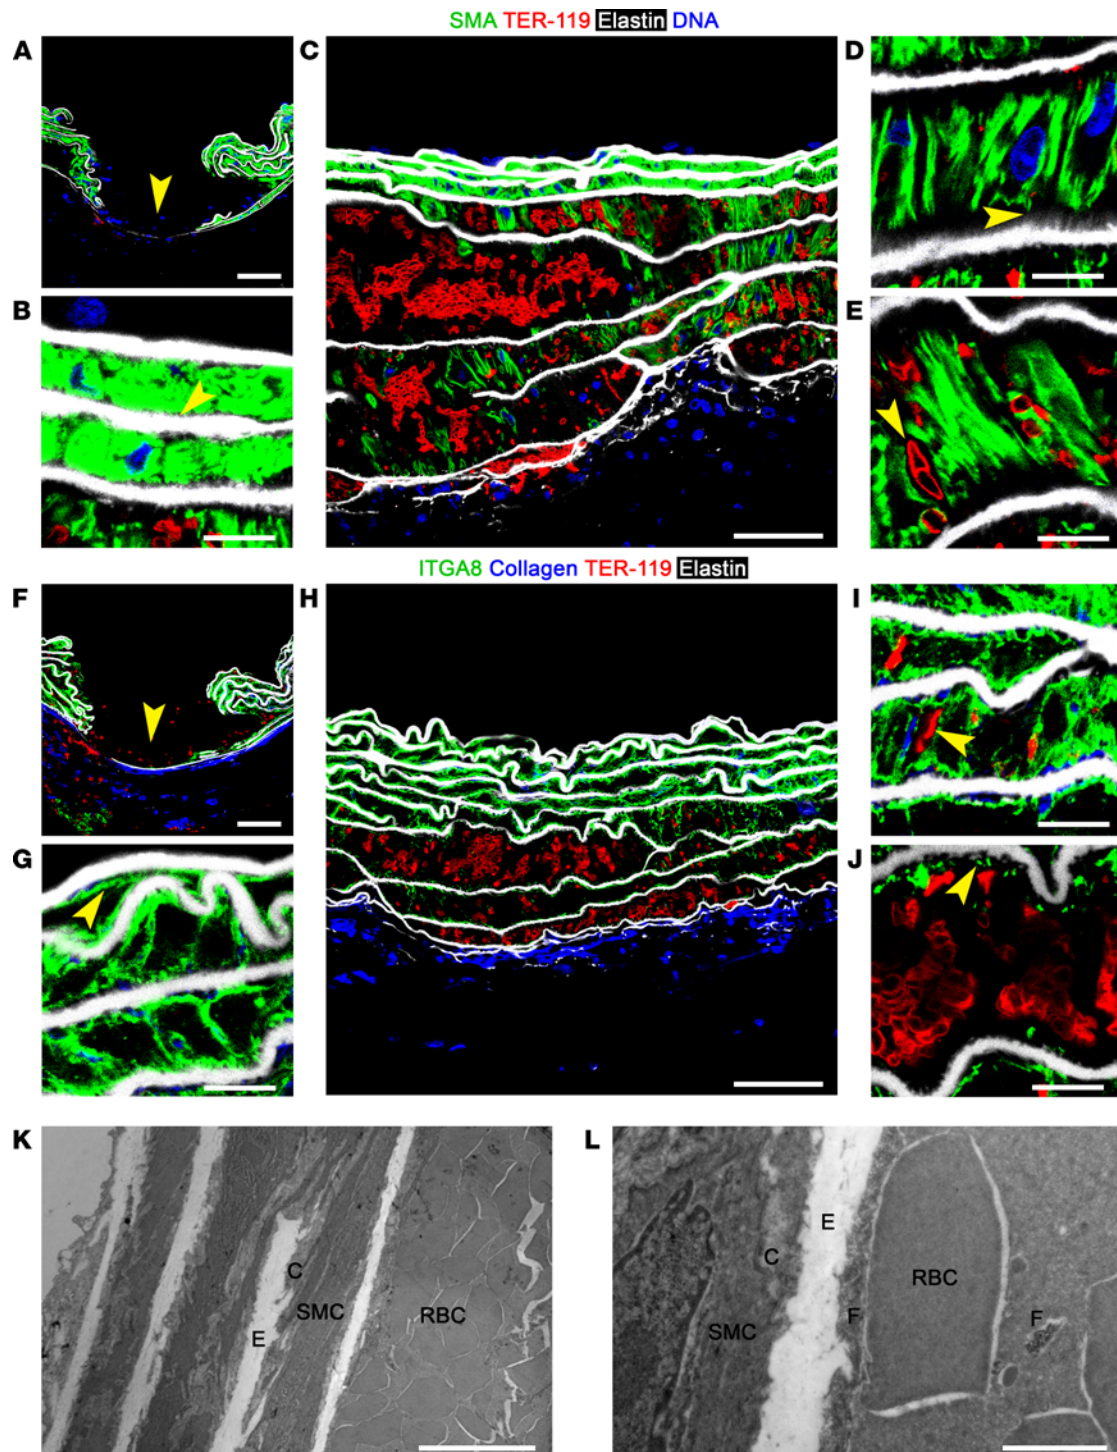 SMA TER-119 Elastin DNA
A
C
D
B
E
ITGA8 Collagen TER-119 Elastin
F
H
I
G
J
K
C
SMC
RBC
E
L
E
C
RBC
F
F
SMC